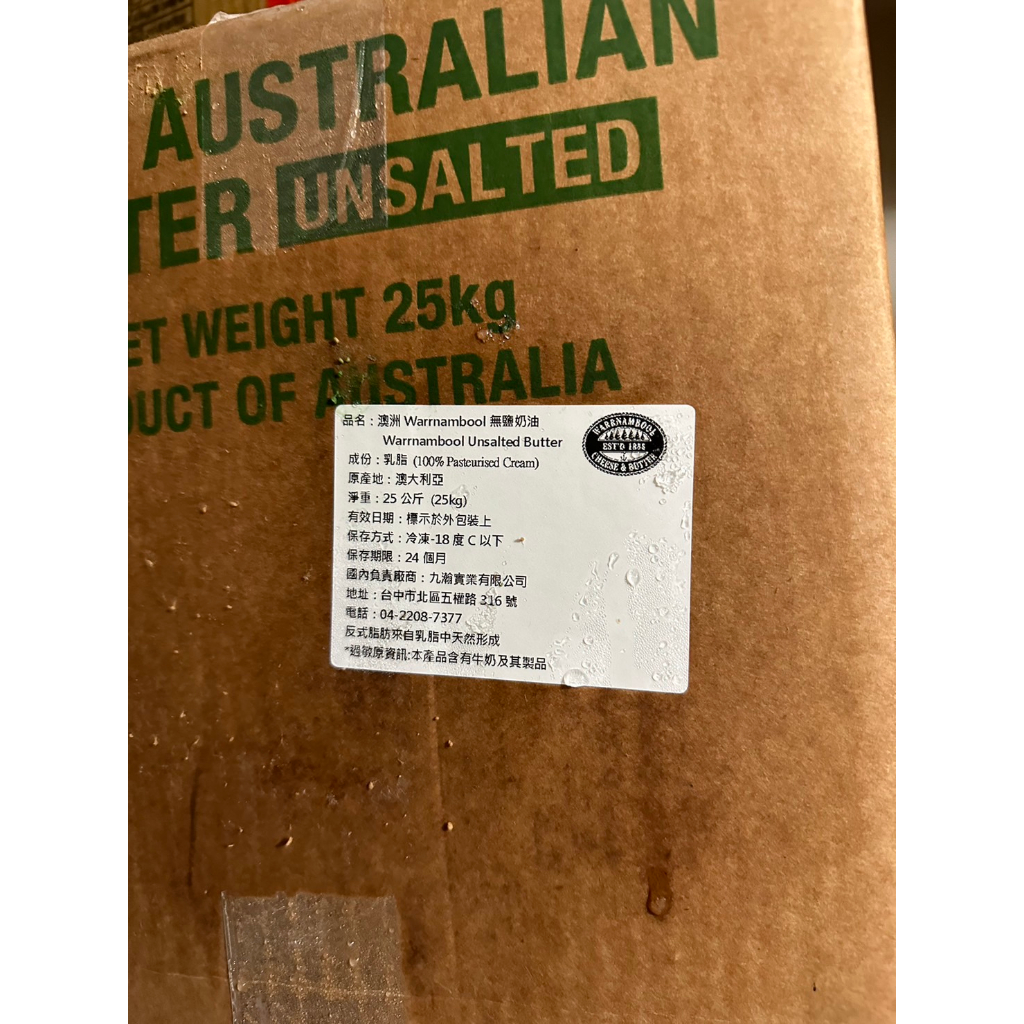 AUSTRALIAN
TER UNSALTED
ET WEIGHT 25kg
DUCT OF AUSTRALIA
品名：澳洲 Warrnambool 無鹽奶油
Warrnambool Unsalted Butter
成份：乳脂 (100% Pasteurised Cream)
原產地：澳大利亞
淨重：25 公斤 (25kg)
有效日期：標示於外包裝上
保存方式：冷凍-18 度 C 以下
保存期限：24 個月
國內負責廠商：九瀚實業有限公司
地址：台中市北區五權路 316 號
電話：04-2208-7377
反式脂肪來自乳脂中天然形成
*過敏原資訊:本產品含有牛奶及其製品
WARRNAMBOOL
EST'D 1888
CHEESE & BUTTER